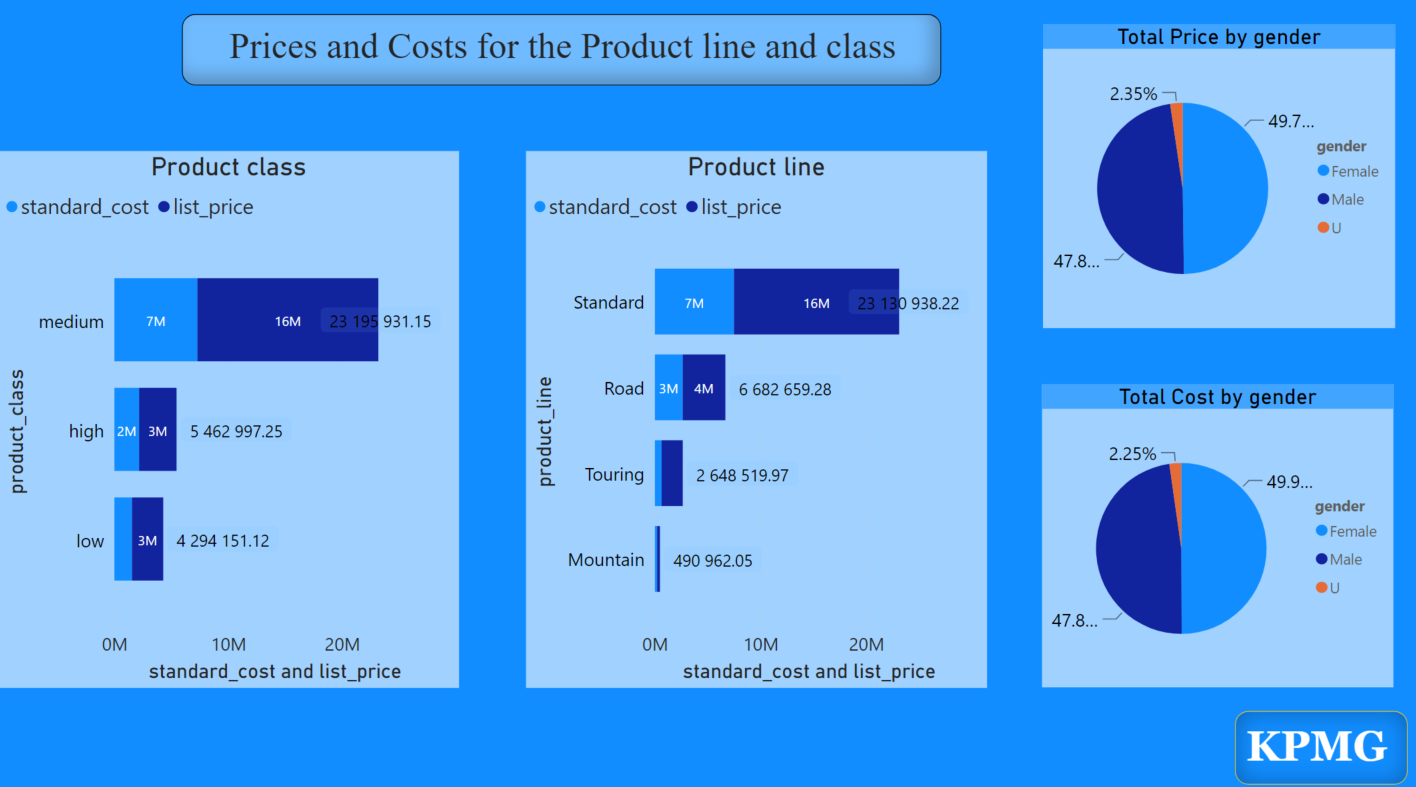 Prices and Costs for the Product line and class
Product class
standard_cost list_price
product_class
medium 7M 16M 23 195 931.15
high 2M 3M 5 462 997.25
low 3M 4 294 151.12
0M 10M 20M
standard_cost and list_price
Product line
standard_cost list_price
product_line
Standard 7M 16M 23 130 938.22
Road 3M 4M 6 682 659.28
Touring 2 648 519.97
Mountain 490 962.05
0M 10M 20M
standard_cost and list_price
Total Price by gender
2.35%
49.7...
47.8...
gender
Female
Male
U
Total Cost by gender
2.25%
49.9...
47.8...
gender
Female
Male
U
KPMG